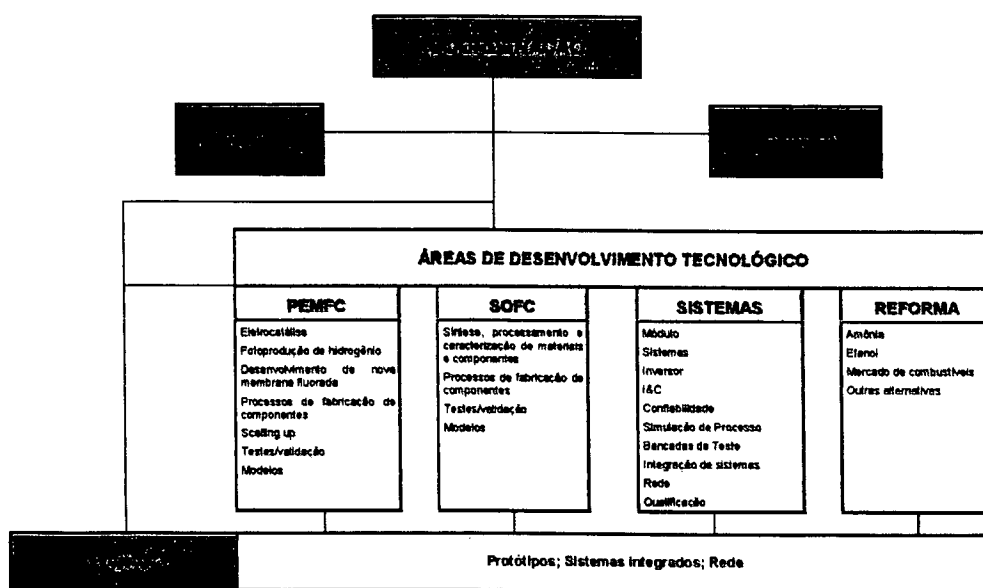 ÁREAS DE DESENVOLVIMENTO TECNOLÓGICO
PEMFC
Eletrocatálise
Fotoprodução de hidrogênio
Desenvolvimento de nova
membrana fluorada
Processos de fabricação de
componentes
Scalling up
Testes/validação
Modelos
SOFC
Síntese, processamento e
caracterização de materiais
e componentes
Processos de fabricação de
componentes
Testes/validação
Modelos
SISTEMAS
Módulo
Sistemas
Inversor
I&C
Confiabilidade
Simulação de Processo
Bancadas de Teste
Integração de sistemas
Rede
Qualificação
REFORMA
Amônia
Etanol
Mercado de combustíveis
Outras alternativas
Protótipos; Sistemas integrados; Rede